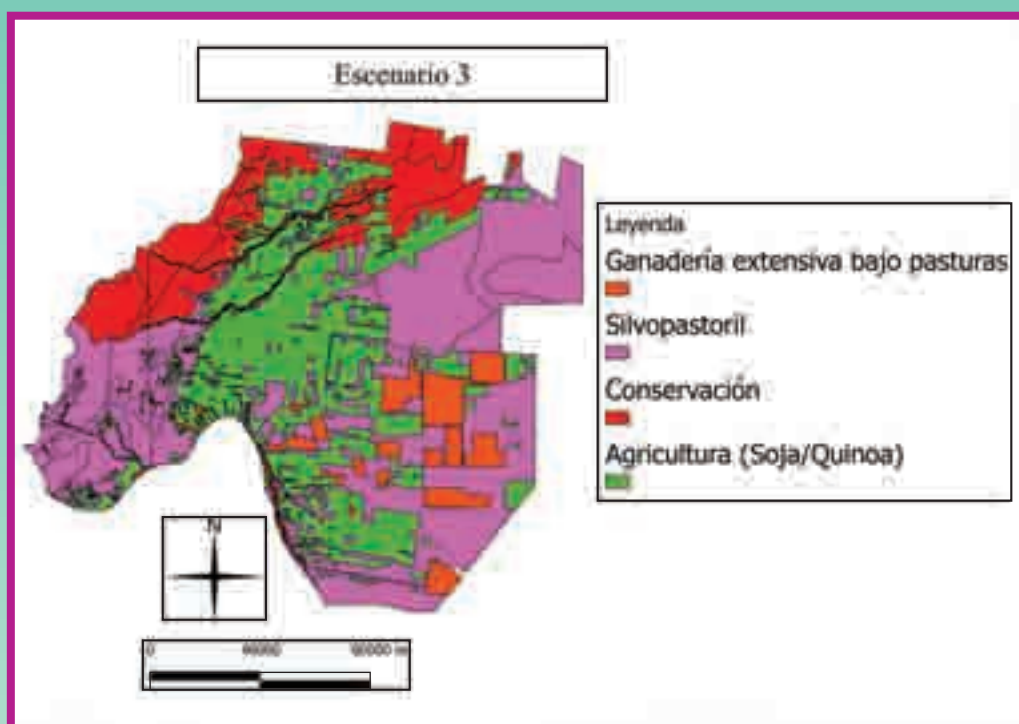 Escenario 3
Leyenda
Ganadería extensiva bajo pasturas
Silvopastoril
Conservación
Agricultura (Soja/Quinoa)
N
0